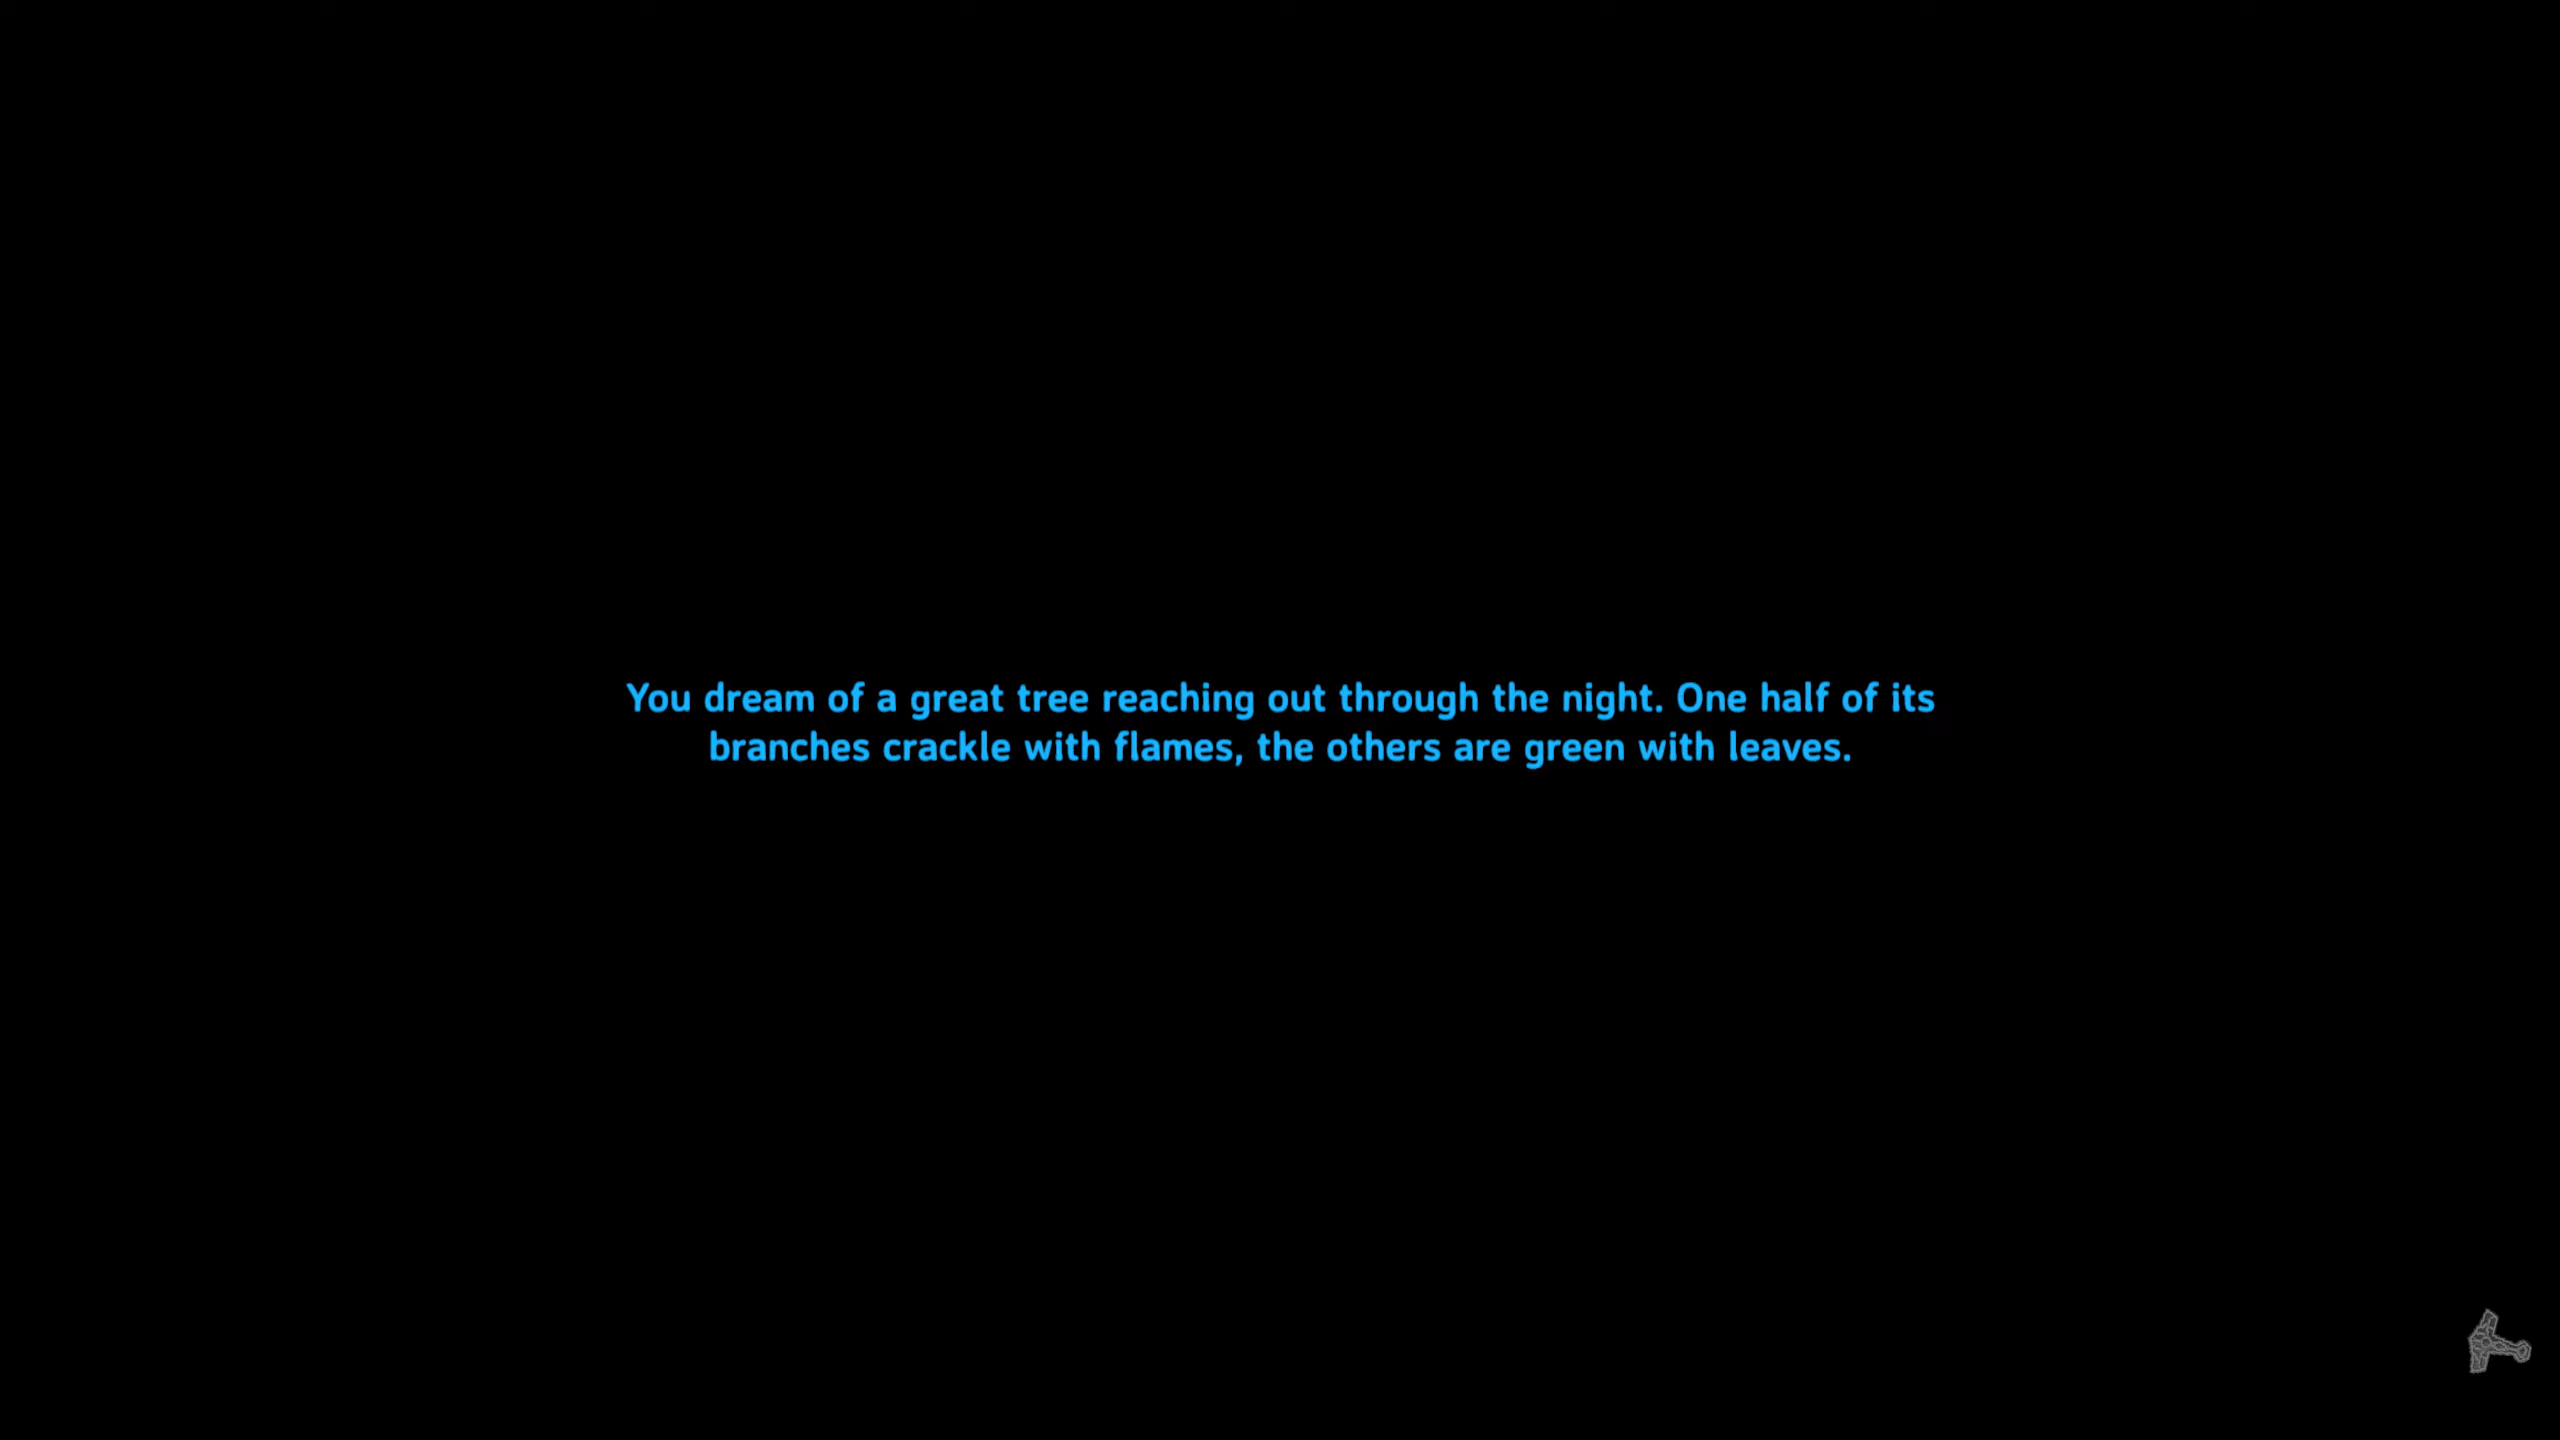 You dream of a great tree reaching out through the night. One half of its
branches crackle with flames, the others are green with leaves.